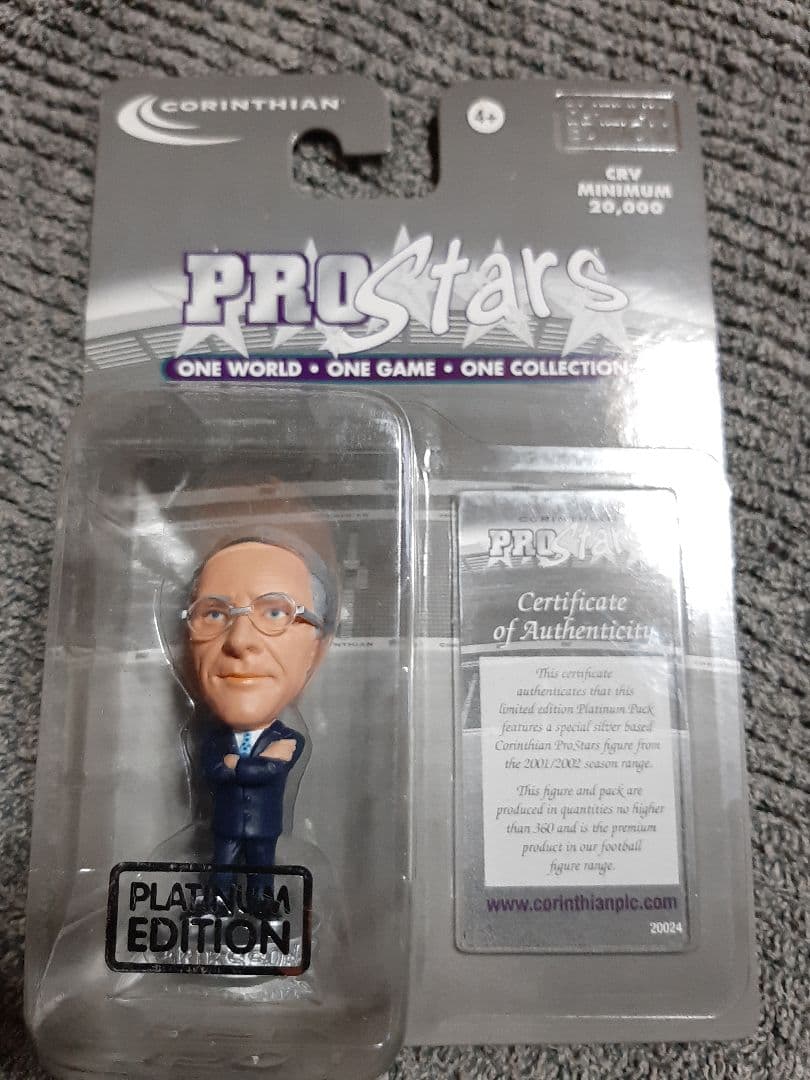 CORINTHIAN
4+
CRV
MINIMUM
20,000
PROStars
ONE WORLD • ONE GAME • ONE COLLECTION
PROStars
Certificate
of Authenticity
This certificate
authenticates that this
limited edition Platinum Pack
features a special silver based
Corinthian ProStars figure from
the 2001/2002 season range.
This figure and pack are
produced in quantities no higher
than 360 and is the premium
product in our football
figure range.
www.corinthianplc.com
20024
PLATINUM
EDITION